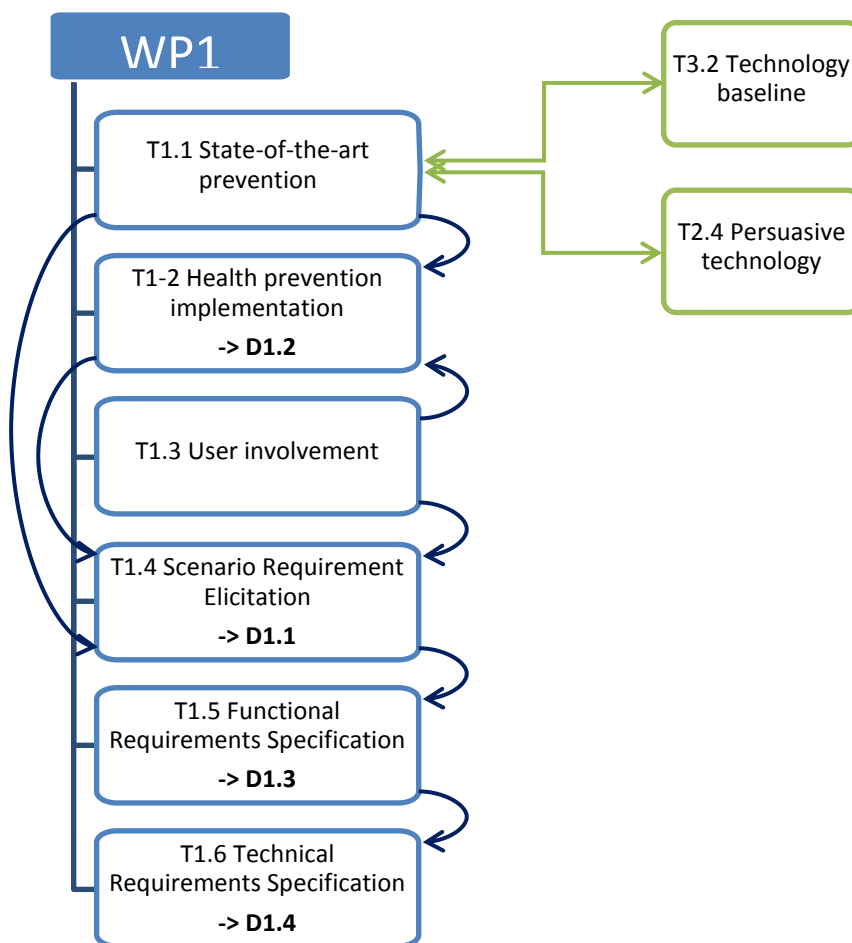 WP1
T3.2 Technology
baseline
T1.1 State-of-the-art
prevention
T2.4 Persuasive
technology
T1-2 Health prevention
implementation
-> D1.2
T1.3 User involvement
T1.4 Scenario Requirement
Elicitation
-> D1.1
T1.5 Functional
Requirements Specification
-> D1.3
T1.6 Technical
Requirements Specification
-> D1.4